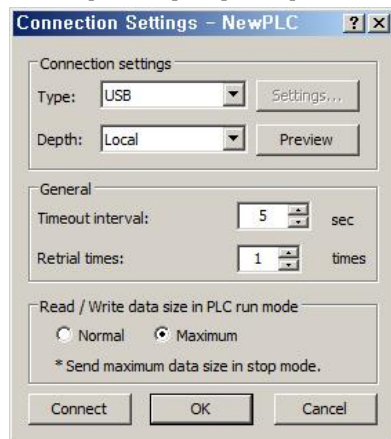 Connection Settings - NewPLC
Connection settings
Type: USB Settings...
Depth: Local Preview
General
Timeout interval: 5 sec
Retrial times: 1 times
Read / Write data size in PLC run mode
Normal Maximum
* Send maximum data size in stop mode.
Connect OK Cancel